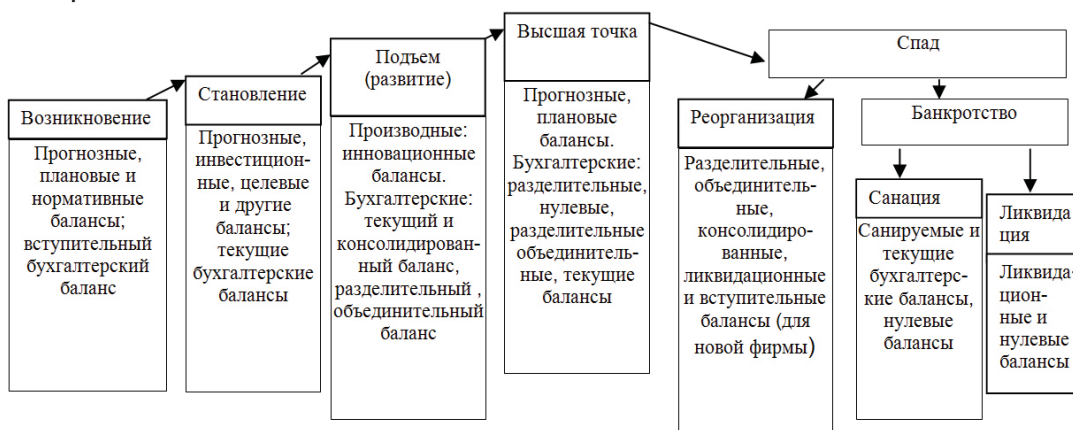 Возникновение
Прогнозные,
плановые и
нормативные
балансы;
вступительный
бухгалтерский
баланс
Становление
Прогнозные,
инвестицион-
ные, целевые
и другие
балансы;
текущие
бухгалтерские
балансы
Подъем
(развитие)
Производные:
инновационные
балансы.
Бухгалтерские:
текущий и
консолидирован-
ный баланс,
разделительный ,
объединительный
баланс
Высшая точка
Прогнозные,
плановые
балансы.
Бухгалтерские:
разделительные,
нулевые,
разделительные
объединитель-
ные, текущие
балансы
Спад
Реорганизация
Разделительные,
объединитель-
ные,
консолидиро-
ванные,
ликвидационные
и вступительные
балансы (для
новой фирмы)
Банкротство
Санация
Санируемые и
текущие
бухгалтерс-
кие балансы,
нулевые
балансы
Ликвида
ция
Ликвида-
цион-
ные и
нулевые
балансы